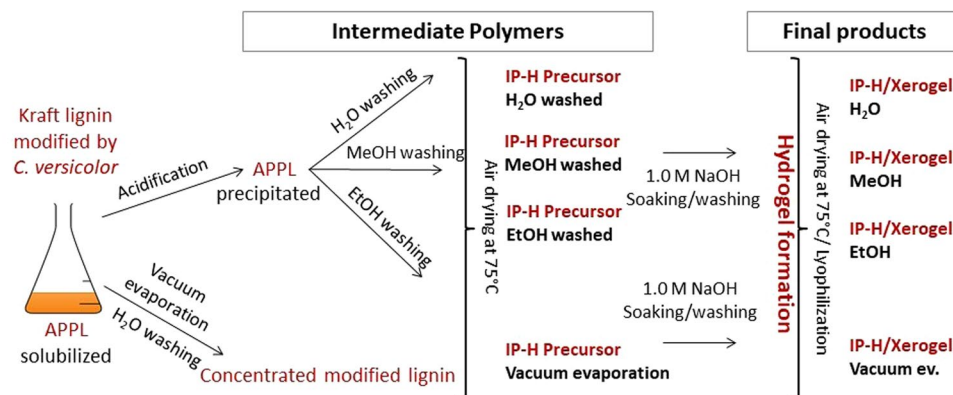 Intermediate Polymers
Final products
Kraft lignin
modified by
C. versicolor
APPL
solubilized
Acidification
Vacuum
evaporation
H₂O washing
APPL
precipitated
Concentrated modified lignin
H₂O washing
MeOH washing
EtOH washing
Air drying at 75°C
IP-H Precursor
H₂O washed
IP-H Precursor
MeOH washed
IP-H Precursor
EtOH washed
IP-H Precursor
Vacuum evaporation
1.0 M NaOH
Soaking/washing
1.0 M NaOH
Soaking/washing
Hydrogel formation
Air drying at 75°C/ Lyophilization
IP-H/Xerogel
H₂O
IP-H/Xerogel
MeOH
IP-H/Xerogel
EtOH
IP-H/Xerogel
Vacuum ev.